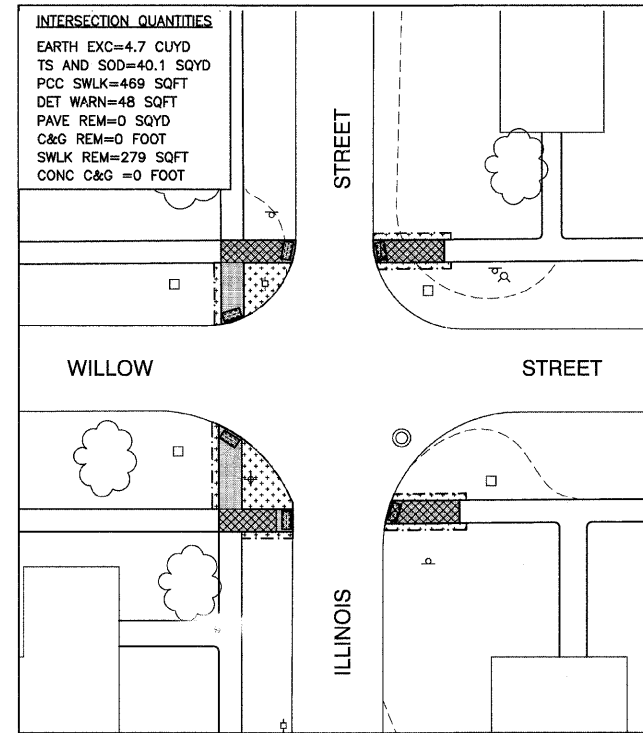 INTERSECTION QUANTITIES
EARTH EXC=4.7 CUYD
TS AND SOD=40.1 SQYD
PCC SWLK=469 SQFT
DET WARN=48 SQFT
PAVE REM=0 SQYD
C&G REM=0 FOOT
SWLK REM=279 SQFT
CONC C&G =0 FOOT
STREET
WILLOW
STREET
ILLINOIS